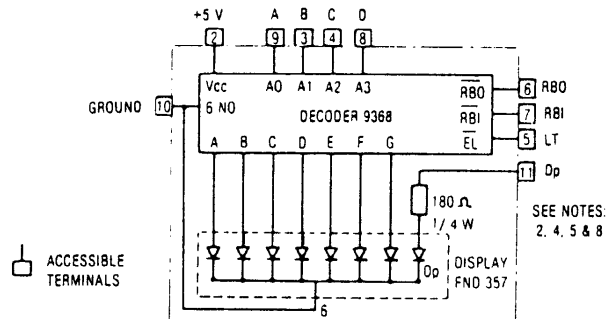 +5 V A B C D
2 9 3 4 8
Vcc A0 A1 A2 A3
GROUND 10 6 NO
DECODER 9368
RBO 6 RBO
RBI 7 RBI
EL 5 LT
A B C D E F G
11 Dp
180 Ω
1/4 W
SEE NOTES:
2, 4, 5 & 8
Dp
DISPLAY
FND 357
6
ACCESSIBLE
TERMINALS